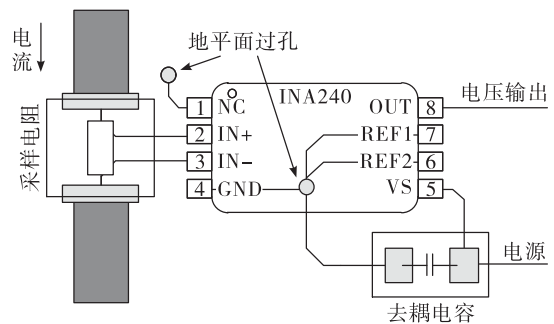 电流
地平面过孔
采样电阻
INA240
1 NC
2 IN+
3 IN-
4 GND
OUT 8
REF1 7
REF2 6
VS 5
电压输出
电源
去耦电容